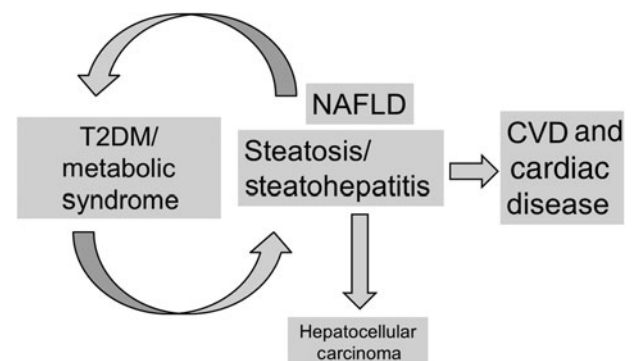 NAFLD
T2DM/
metabolic
syndrome
Steatosis/
steatohepatitis
CVD and
cardiac
disease
Hepatocellular
carcinoma